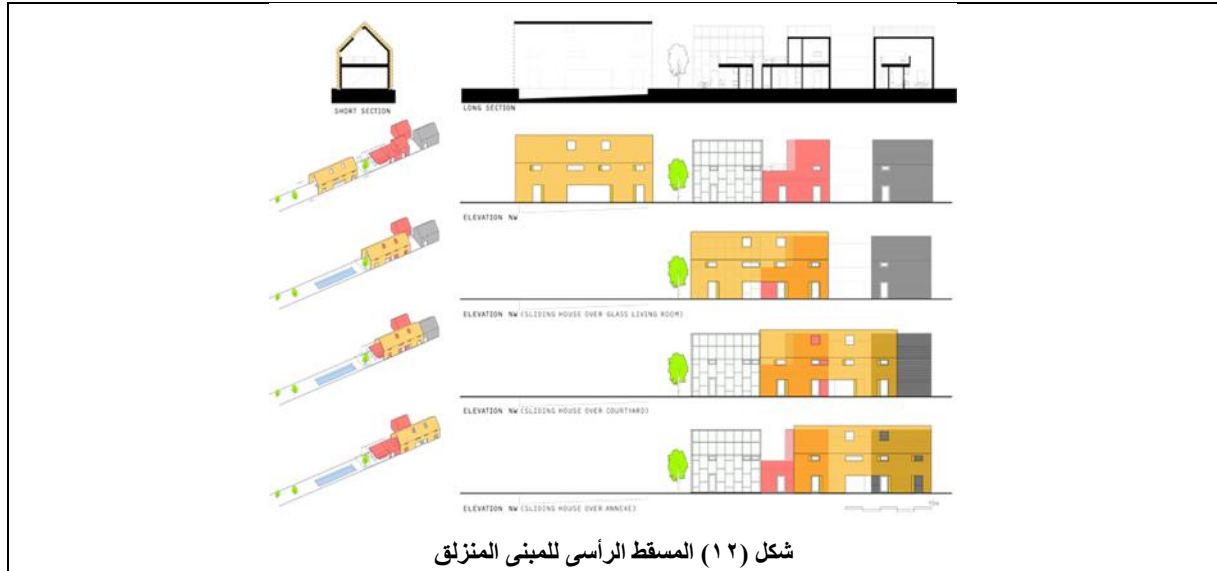 SHORT SECTION
LONG SECTION
ELEVATION NW
ELEVATION NW (SLIDING HOUSE OVER GLASS LIVING ROOM)
ELEVATION NW (SLIDING HOUSE OVER COURTYARD)
ELEVATION NW (SLIDING HOUSE OVER ANNEXE)
10m
شكل (١٢) المسقط الرأسى للمبنى المنزلق